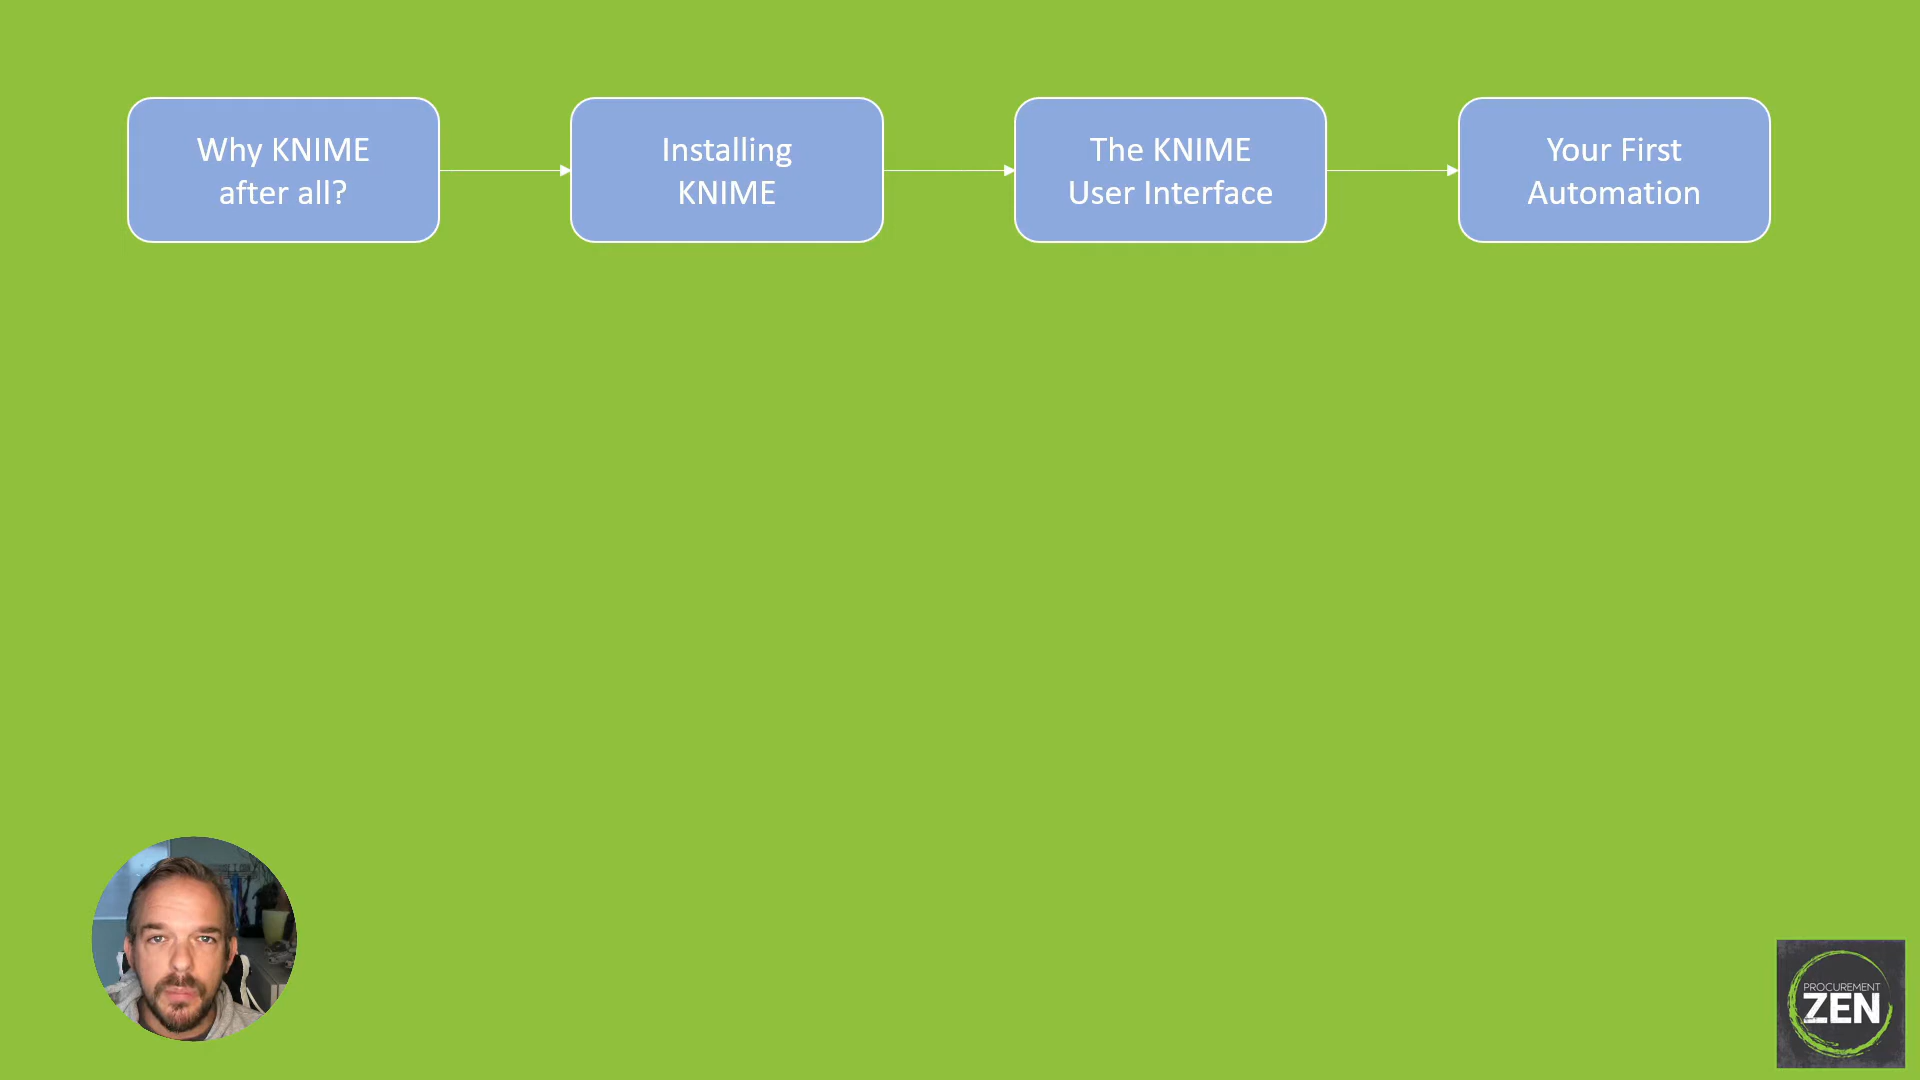 Why KNIME
after all?
Installing
KNIME
The KNIME
User Interface
Your First
Automation
PROCUREMENT
ZEN